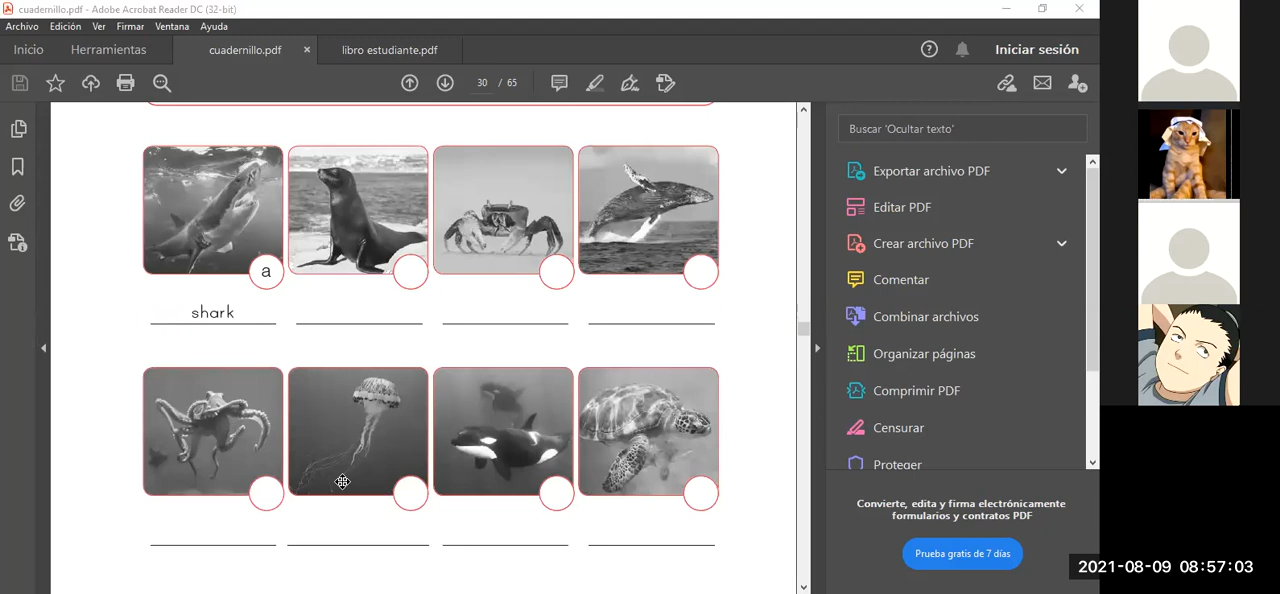 cuadernillo.pdf - Adobe Acrobat Reader DC (32-bit)
Archivo Edición Ver Firmar Ventana Ayuda
Inicio Herramientas cuadernillo.pdf × libro estudiante.pdf Iniciar sesión
30 / 65
Buscar 'Ocultar texto'
Exportar archivo PDF
Editar PDF
Crear archivo PDF
Comentar
Combinar archivos
Organizar páginas
Comprimir PDF
Censurar
Proteger
a
shark
Convierte, edita y firma electrónicamente
formularios y contratos PDF
Prueba gratis de 7 días
2021-08-09 08:57:03